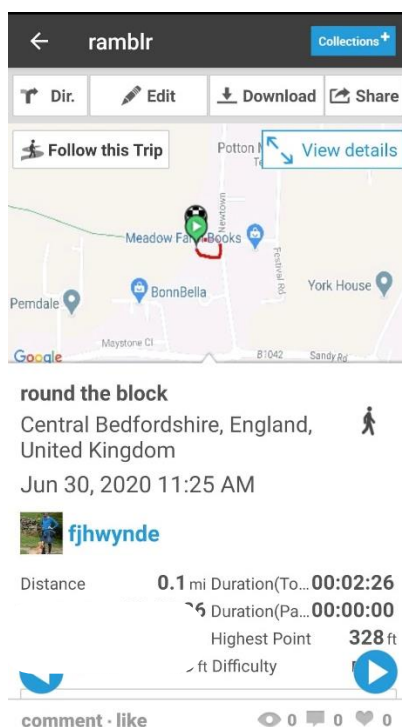 ramblr
Collections+
Dir.
Edit
Download
Share
Follow this Trip
Potton
View details
Newtown
Meadow Farm Books
Festival Rd
York House
BonnBella
Pemdale
Maystone Cl
B1042
Sandy Rd
Google
round the block
Central Bedfordshire, England,
United Kingdom
Jun 30, 2020 11:25 AM
fjhwynde
Distance 0.1 mi Duration(To... 00:02:26
6 Duration(Pa... 00:00:00
Highest Point 328 ft
ft Difficulty
comment · like 0 0 0